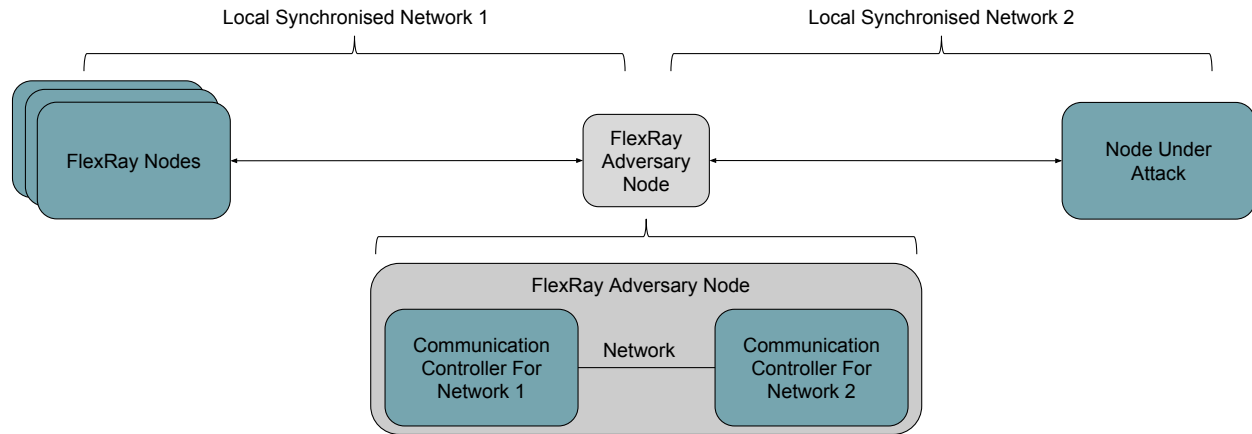 Local Synchronised Network 1
Local Synchronised Network 2
FlexRay Nodes
FlexRay
Adversary
Node
Node Under
Attack
FlexRay Adversary Node
Communication
Controller For
Network 1
Network
Communication
Controller For
Network 2